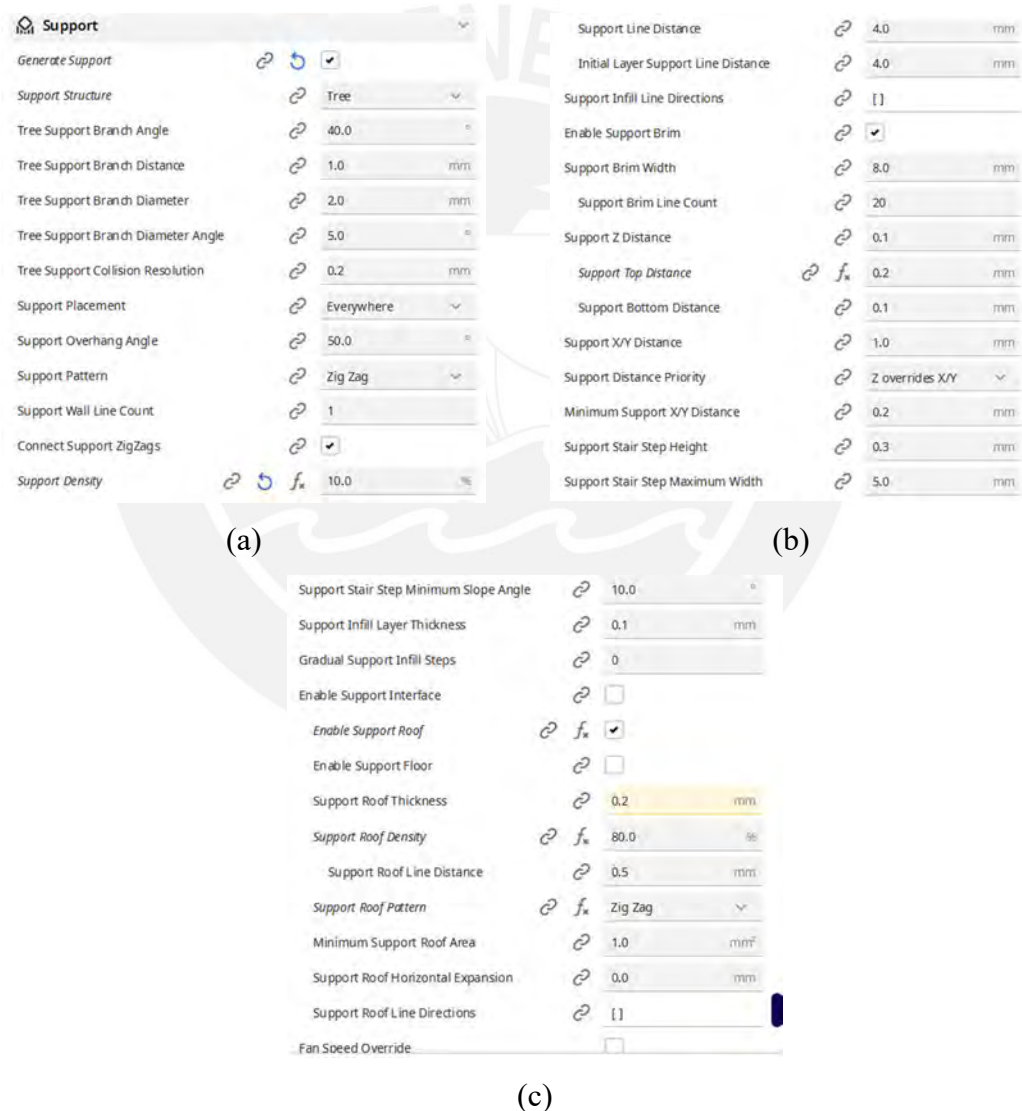 Support
Generate Support
Support Structure Tree
Tree Support Branch Angle 40.0 °
Tree Support Branch Distance 1.0 mm
Tree Support Branch Diameter 2.0 mm
Tree Support Branch Diameter Angle 5.0 °
Tree Support Collision Resolution 0.2 mm
Support Placement Everywhere
Support Overhang Angle 50.0 °
Support Pattern Zig Zag
Support Wall Line Count 1
Connect Support ZigZags
Support Density fx 10.0 %
(a)
Support Line Distance 4.0 mm
Initial Layer Support Line Distance 4.0 mm
Support Infill Line Directions []
Enable Support Brim
Support Brim Width 8.0 mm
Support Brim Line Count 20
Support Z Distance 0.1 mm
Support Top Distance fx 0.2 mm
Support Bottom Distance 0.1 mm
Support X/Y Distance 1.0 mm
Support Distance Priority Z overrides X/Y
Minimum Support X/Y Distance 0.2 mm
Support Stair Step Height 0.3 mm
Support Stair Step Maximum Width 5.0 mm
(b)
Support Stair Step Minimum Slope Angle 10.0 °
Support Infill Layer Thickness 0.1 mm
Gradual Support Infill Steps 0
Enable Support Interface
Enable Support Roof fx
Enable Support Floor
Support Roof Thickness 0.2 mm
Support Roof Density fx 80.0 %
Support Roof Line Distance 0.5 mm
Support Roof Pattern fx Zig Zag
Minimum Support Roof Area 1.0 mm²
Support Roof Horizontal Expansion 0.0 mm
Support Roof Line Directions []
Fan Speed Override
(c)